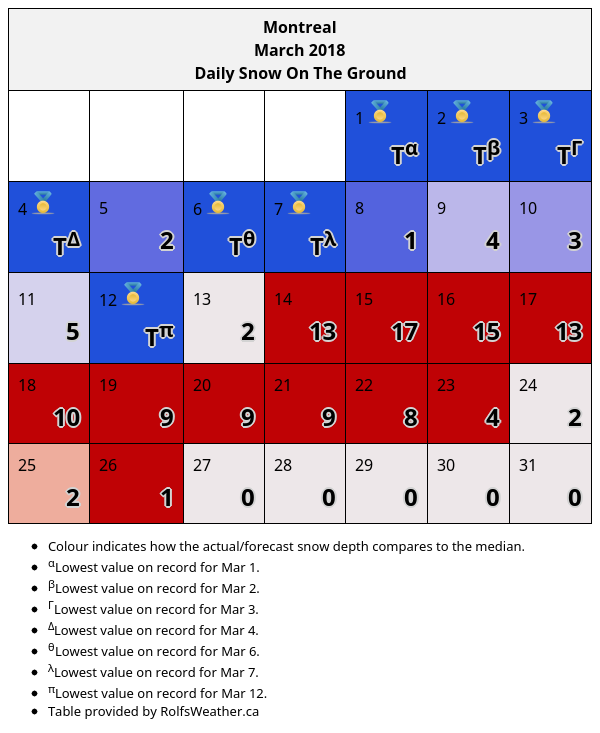 Montreal
March 2018
Daily Snow On The Ground
1 2 3
Tα Tβ TΓ
4 5 6 7 8 9 10
TΔ 2 Tθ Tλ 1 4 3
11 12 13 14 15 16 17
5 Tπ 2 13 17 15 13
18 19 20 21 22 23 24
10 9 9 9 8 4 2
25 26 27 28 29 30 31
2 1 0 0 0 0 0
• Colour indicates how the actual/forecast snow depth compares to the median.
• αLowest value on record for Mar 1.
• βLowest value on record for Mar 2.
• ΓLowest value on record for Mar 3.
• ΔLowest value on record for Mar 4.
• θLowest value on record for Mar 6.
• λLowest value on record for Mar 7.
• πLowest value on record for Mar 12.
• Table provided by RolfsWeather.ca